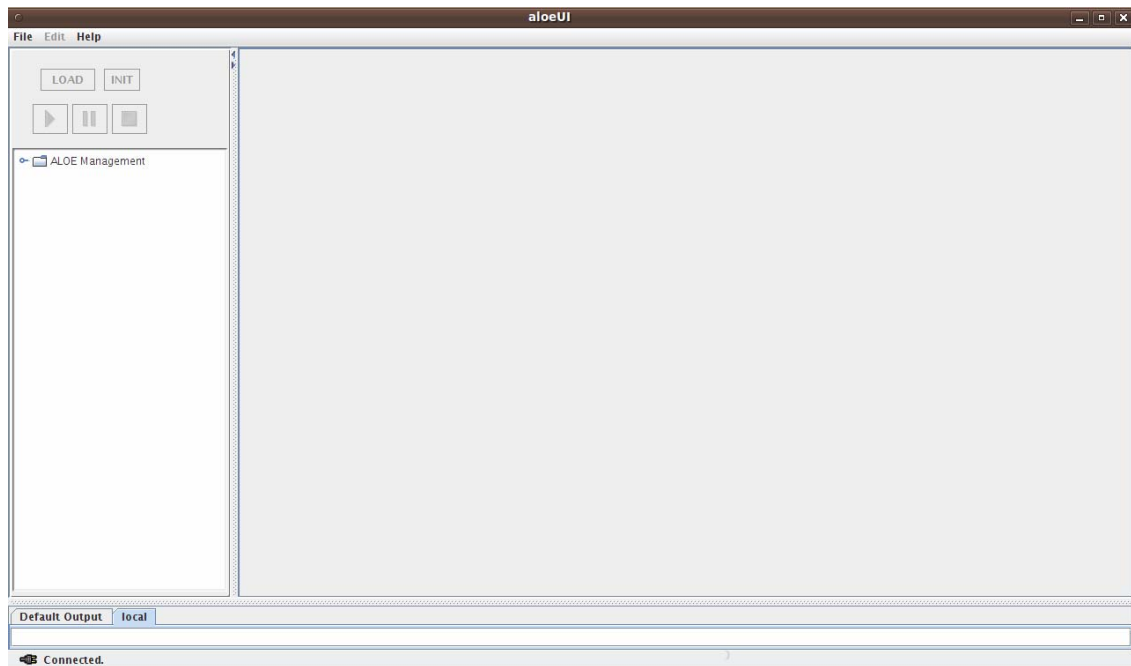 aloeUI
File Edit Help
LOAD INIT
ALOE Management
Default Output local
Connected.